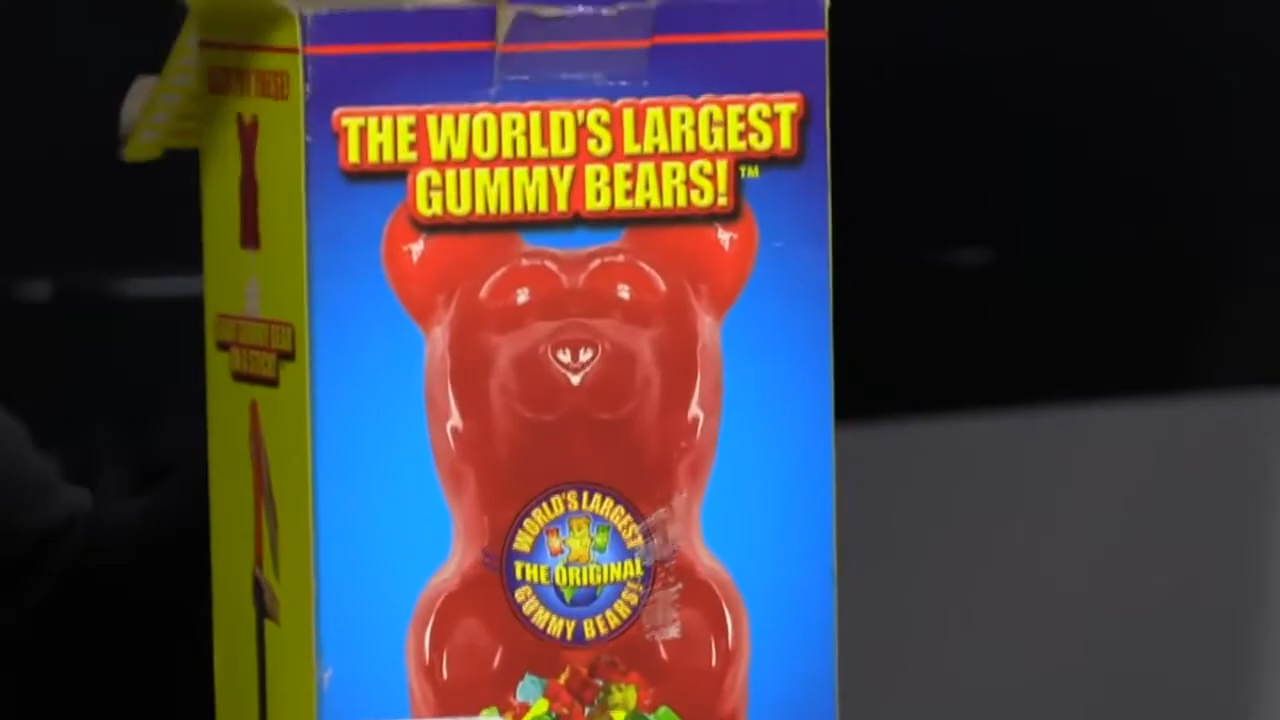 THE WORLD'S LARGEST
GUMMY BEARS!™
WORLD'S LARGEST
THE ORIGINAL
GUMMY BEARS!